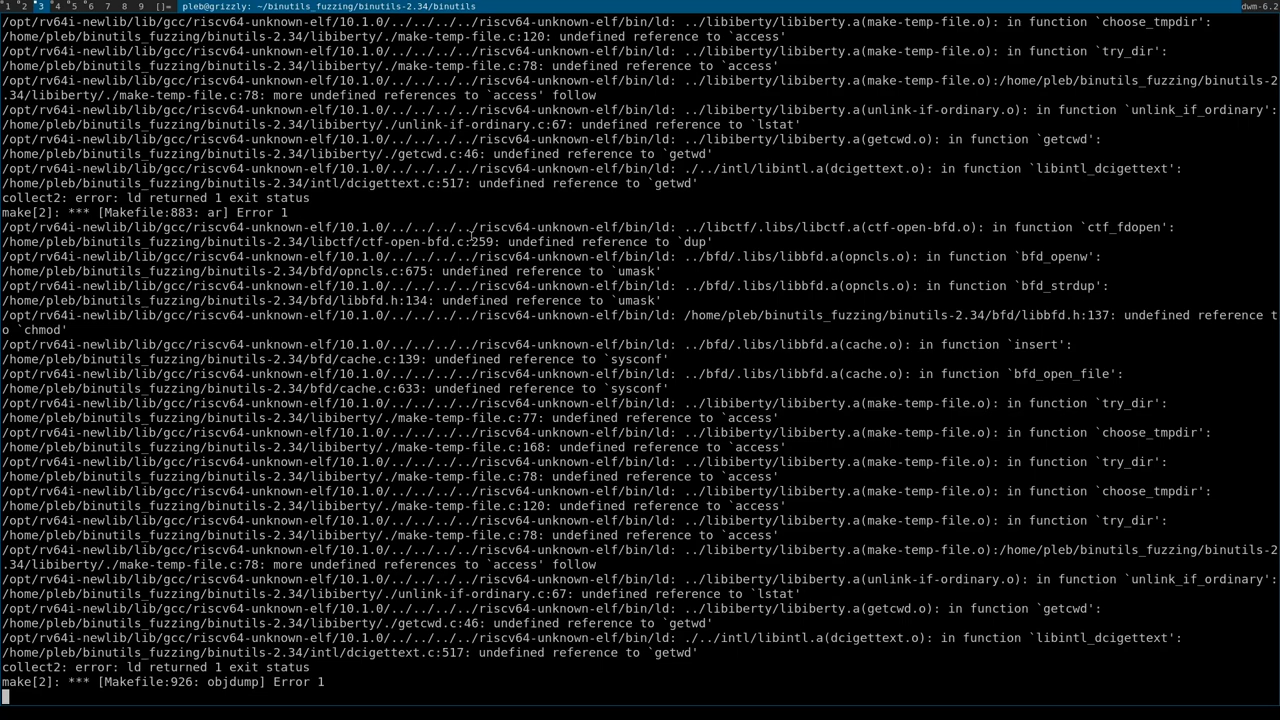 1 2 3 4 5 6 7 8 9 []= pleb@grizzly: ~/binutils_fuzzing/binutils-2.34/binutils dwm-6.2
/opt/rv64i-newlib/lib/gcc/riscv64-unknown-elf/10.1.0/../../../../riscv64-unknown-elf/bin/ld: ../libiberty/libiberty.a(make-temp-file.o): in function `choose_tmpdir':
/home/pleb/binutils_fuzzing/binutils-2.34/libiberty/./make-temp-file.c:120: undefined reference to `access'
/opt/rv64i-newlib/lib/gcc/riscv64-unknown-elf/10.1.0/../../../../riscv64-unknown-elf/bin/ld: ../libiberty/libiberty.a(make-temp-file.o): in function `try_dir':
/home/pleb/binutils_fuzzing/binutils-2.34/libiberty/./make-temp-file.c:78: undefined reference to `access'
/opt/rv64i-newlib/lib/gcc/riscv64-unknown-elf/10.1.0/../../../../riscv64-unknown-elf/bin/ld: ../libiberty/libiberty.a(make-temp-file.o):/home/pleb/binutils_fuzzing/binutils-2
.34/libiberty/./make-temp-file.c:78: more undefined references to `access' follow
/opt/rv64i-newlib/lib/gcc/riscv64-unknown-elf/10.1.0/../../../../riscv64-unknown-elf/bin/ld: ../libiberty/libiberty.a(unlink-if-ordinary.o): in function `unlink_if_ordinary':
/home/pleb/binutils_fuzzing/binutils-2.34/libiberty/./unlink-if-ordinary.c:67: undefined reference to `lstat'
/opt/rv64i-newlib/lib/gcc/riscv64-unknown-elf/10.1.0/../../../../riscv64-unknown-elf/bin/ld: ../libiberty/libiberty.a(getcwd.o): in function `getcwd':
/home/pleb/binutils_fuzzing/binutils-2.34/libiberty/./getcwd.c:46: undefined reference to `getwd'
/opt/rv64i-newlib/lib/gcc/riscv64-unknown-elf/10.1.0/../../../../riscv64-unknown-elf/bin/ld: ./../intl/libintl.a(dcigettext.o): in function `libintl_dcigettext':
/home/pleb/binutils_fuzzing/binutils-2.34/intl/dcigettext.c:517: undefined reference to `getwd'
collect2: error: ld returned 1 exit status
make[2]: *** [Makefile:883: ar] Error 1
/opt/rv64i-newlib/lib/gcc/riscv64-unknown-elf/10.1.0/../../../../riscv64-unknown-elf/bin/ld: ../libctf/.libs/libctf.a(ctf-open-bfd.o): in function `ctf_fdopen':
/home/pleb/binutils_fuzzing/binutils-2.34/libctf/ctf-open-bfd.c:259: undefined reference to `dup'
/opt/rv64i-newlib/lib/gcc/riscv64-unknown-elf/10.1.0/../../../../riscv64-unknown-elf/bin/ld: ../bfd/.libs/libbfd.a(opncls.o): in function `bfd_openw':
/home/pleb/binutils_fuzzing/binutils-2.34/bfd/opncls.c:675: undefined reference to `umask'
/opt/rv64i-newlib/lib/gcc/riscv64-unknown-elf/10.1.0/../../../../riscv64-unknown-elf/bin/ld: ../bfd/.libs/libbfd.a(opncls.o): in function `bfd_strdup':
/home/pleb/binutils_fuzzing/binutils-2.34/bfd/libbfd.h:134: undefined reference to `umask'
/opt/rv64i-newlib/lib/gcc/riscv64-unknown-elf/10.1.0/../../../../riscv64-unknown-elf/bin/ld: /home/pleb/binutils_fuzzing/binutils-2.34/bfd/libbfd.h:137: undefined reference t
o `chmod'
/opt/rv64i-newlib/lib/gcc/riscv64-unknown-elf/10.1.0/../../../../riscv64-unknown-elf/bin/ld: ../bfd/.libs/libbfd.a(cache.o): in function `insert':
/home/pleb/binutils_fuzzing/binutils-2.34/bfd/cache.c:139: undefined reference to `sysconf'
/opt/rv64i-newlib/lib/gcc/riscv64-unknown-elf/10.1.0/../../../../riscv64-unknown-elf/bin/ld: ../bfd/.libs/libbfd.a(cache.o): in function `bfd_open_file':
/home/pleb/binutils_fuzzing/binutils-2.34/bfd/cache.c:633: undefined reference to `sysconf'
/opt/rv64i-newlib/lib/gcc/riscv64-unknown-elf/10.1.0/../../../../riscv64-unknown-elf/bin/ld: ../libiberty/libiberty.a(make-temp-file.o): in function `try_dir':
/home/pleb/binutils_fuzzing/binutils-2.34/libiberty/./make-temp-file.c:77: undefined reference to `access'
/opt/rv64i-newlib/lib/gcc/riscv64-unknown-elf/10.1.0/../../../../riscv64-unknown-elf/bin/ld: ../libiberty/libiberty.a(make-temp-file.o): in function `choose_tmpdir':
/home/pleb/binutils_fuzzing/binutils-2.34/libiberty/./make-temp-file.c:168: undefined reference to `access'
/opt/rv64i-newlib/lib/gcc/riscv64-unknown-elf/10.1.0/../../../../riscv64-unknown-elf/bin/ld: ../libiberty/libiberty.a(make-temp-file.o): in function `try_dir':
/home/pleb/binutils_fuzzing/binutils-2.34/libiberty/./make-temp-file.c:78: undefined reference to `access'
/opt/rv64i-newlib/lib/gcc/riscv64-unknown-elf/10.1.0/../../../../riscv64-unknown-elf/bin/ld: ../libiberty/libiberty.a(make-temp-file.o): in function `choose_tmpdir':
/home/pleb/binutils_fuzzing/binutils-2.34/libiberty/./make-temp-file.c:120: undefined reference to `access'
/opt/rv64i-newlib/lib/gcc/riscv64-unknown-elf/10.1.0/../../../../riscv64-unknown-elf/bin/ld: ../libiberty/libiberty.a(make-temp-file.o): in function `try_dir':
/home/pleb/binutils_fuzzing/binutils-2.34/libiberty/./make-temp-file.c:78: undefined reference to `access'
/opt/rv64i-newlib/lib/gcc/riscv64-unknown-elf/10.1.0/../../../../riscv64-unknown-elf/bin/ld: ../libiberty/libiberty.a(make-temp-file.o):/home/pleb/binutils_fuzzing/binutils-2
.34/libiberty/./make-temp-file.c:78: more undefined references to `access' follow
/opt/rv64i-newlib/lib/gcc/riscv64-unknown-elf/10.1.0/../../../../riscv64-unknown-elf/bin/ld: ../libiberty/libiberty.a(unlink-if-ordinary.o): in function `unlink_if_ordinary':
/home/pleb/binutils_fuzzing/binutils-2.34/libiberty/./unlink-if-ordinary.c:67: undefined reference to `lstat'
/opt/rv64i-newlib/lib/gcc/riscv64-unknown-elf/10.1.0/../../../../riscv64-unknown-elf/bin/ld: ../libiberty/libiberty.a(getcwd.o): in function `getcwd':
/home/pleb/binutils_fuzzing/binutils-2.34/libiberty/./getcwd.c:46: undefined reference to `getwd'
/opt/rv64i-newlib/lib/gcc/riscv64-unknown-elf/10.1.0/../../../../riscv64-unknown-elf/bin/ld: ./../intl/libintl.a(dcigettext.o): in function `libintl_dcigettext':
/home/pleb/binutils_fuzzing/binutils-2.34/intl/dcigettext.c:517: undefined reference to `getwd'
collect2: error: ld returned 1 exit status
make[2]: *** [Makefile:926: objdump] Error 1